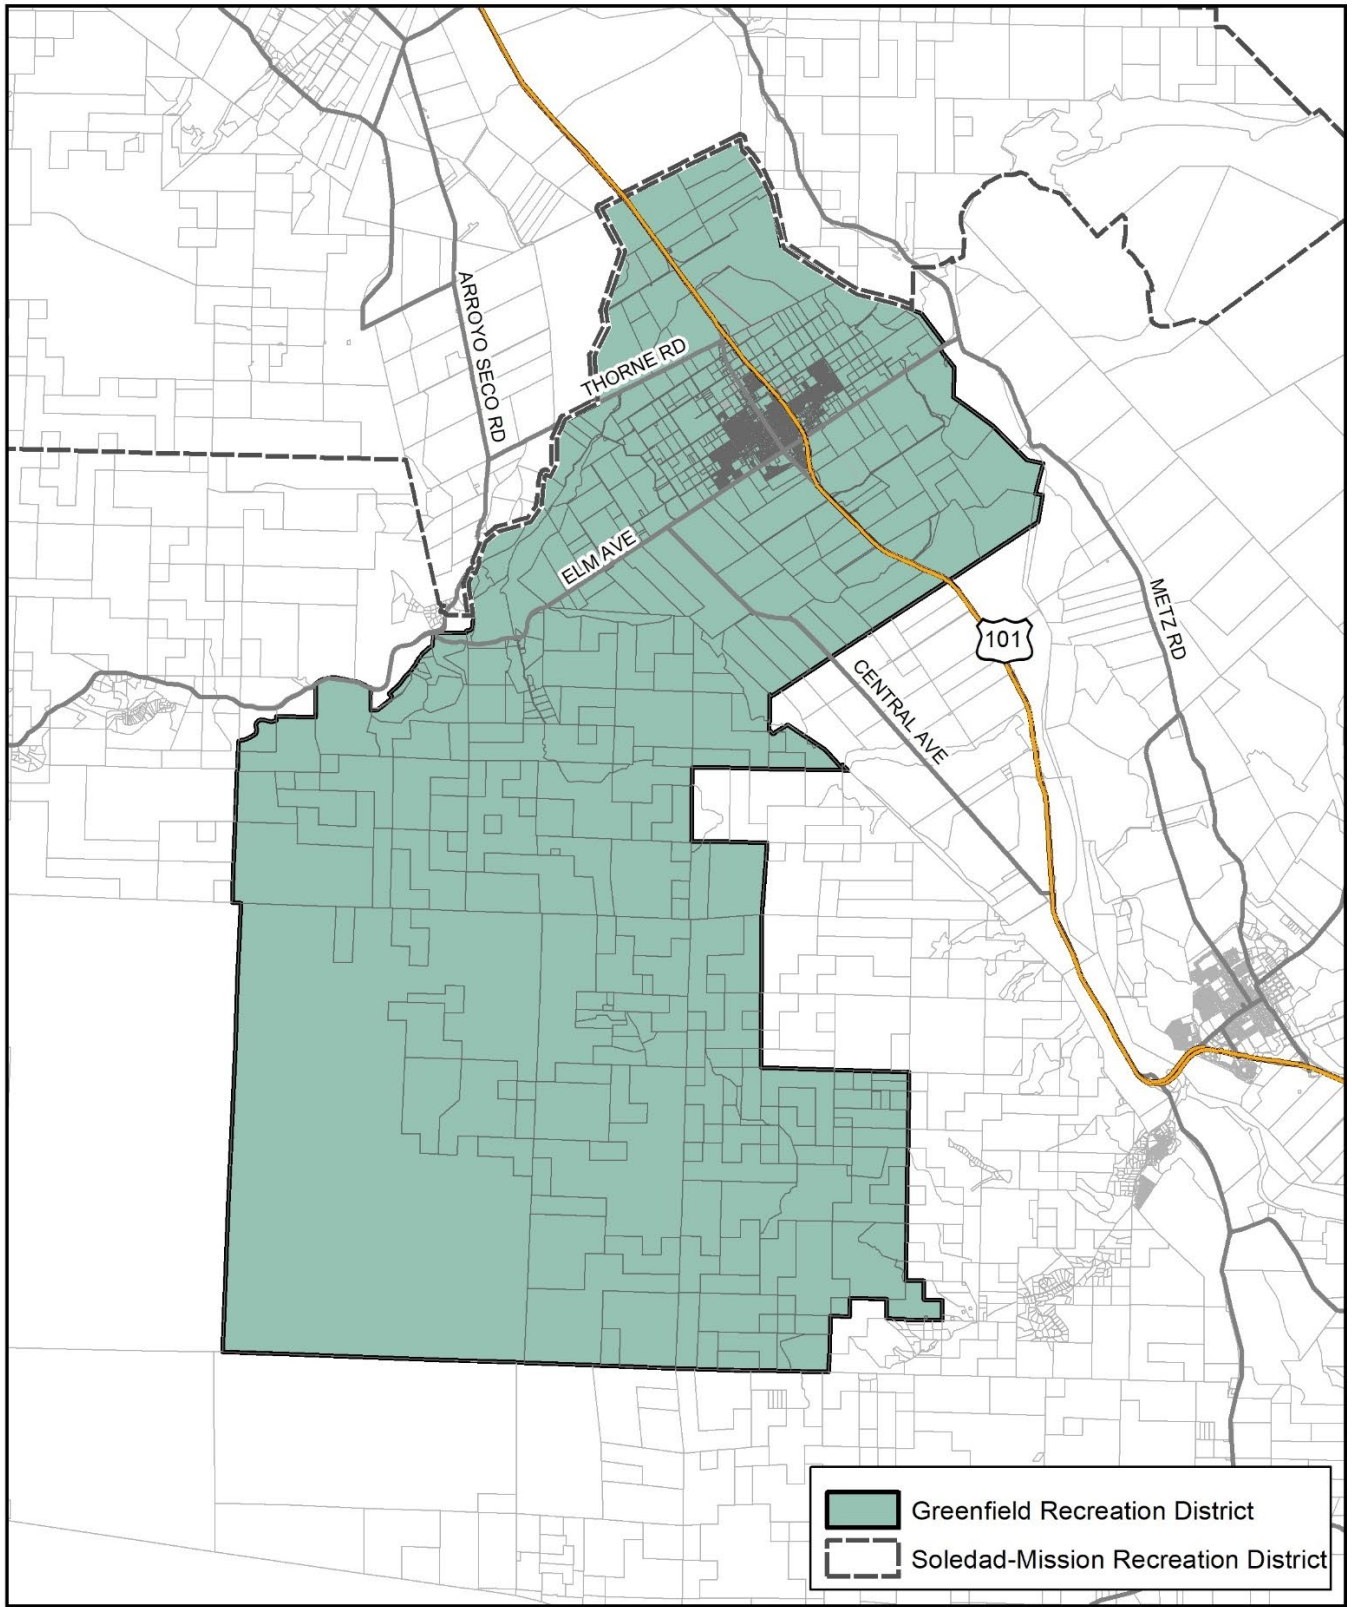 ARROYO SECO RD
THORNE RD
ELM AVE
METZ RD
101
CENTRAL AVE
Greenfield Recreation District
Soledad-Mission Recreation District